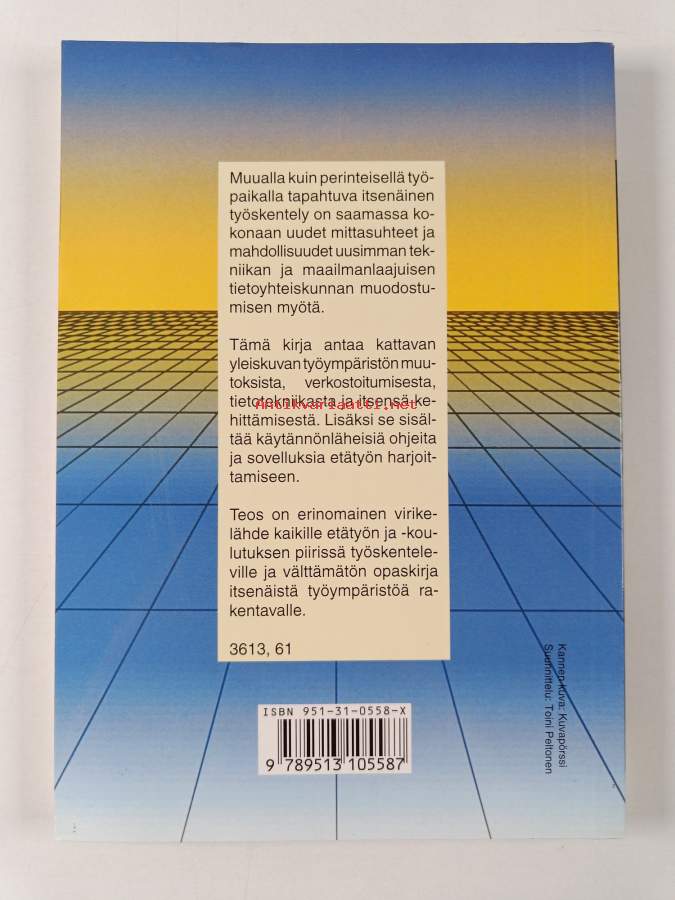 Muualla kuin perinteisellä työ-
paikalla tapahtuva itsenäinen
työskentely on saamassa ko-
konaan uudet mittasuhteet ja
mahdollisuudet uusimman tek-
niikan ja maailmanlaajuisen
tietoyhteiskunnan muodostu-
misen myötä.
Tämä kirja antaa kattavan
yleiskuvan työympäristön muu-
toksista, verkostoitumisesta,
tietotekniikasta ja itsensä ke-
Antikvariaatti.net
hittämisestä. Lisäksi se sisäl-
tää käytännönläheisiä ohjeita
ja sovelluksia etätyön harjoit-
tamiseen.
Teos on erinomainen virike-
lähde kaikille etätyön ja -kou-
lutuksen piirissä työskentele-
ville ja välttämätön opaskirja
itsenäistä työympäristöä ra-
kentavalle.
3613, 61
ISBN 951-31-0558-X
9 789513 105587
Kannen kuva: Kuvapörssi
Suunnittelu: Toini Peltonen